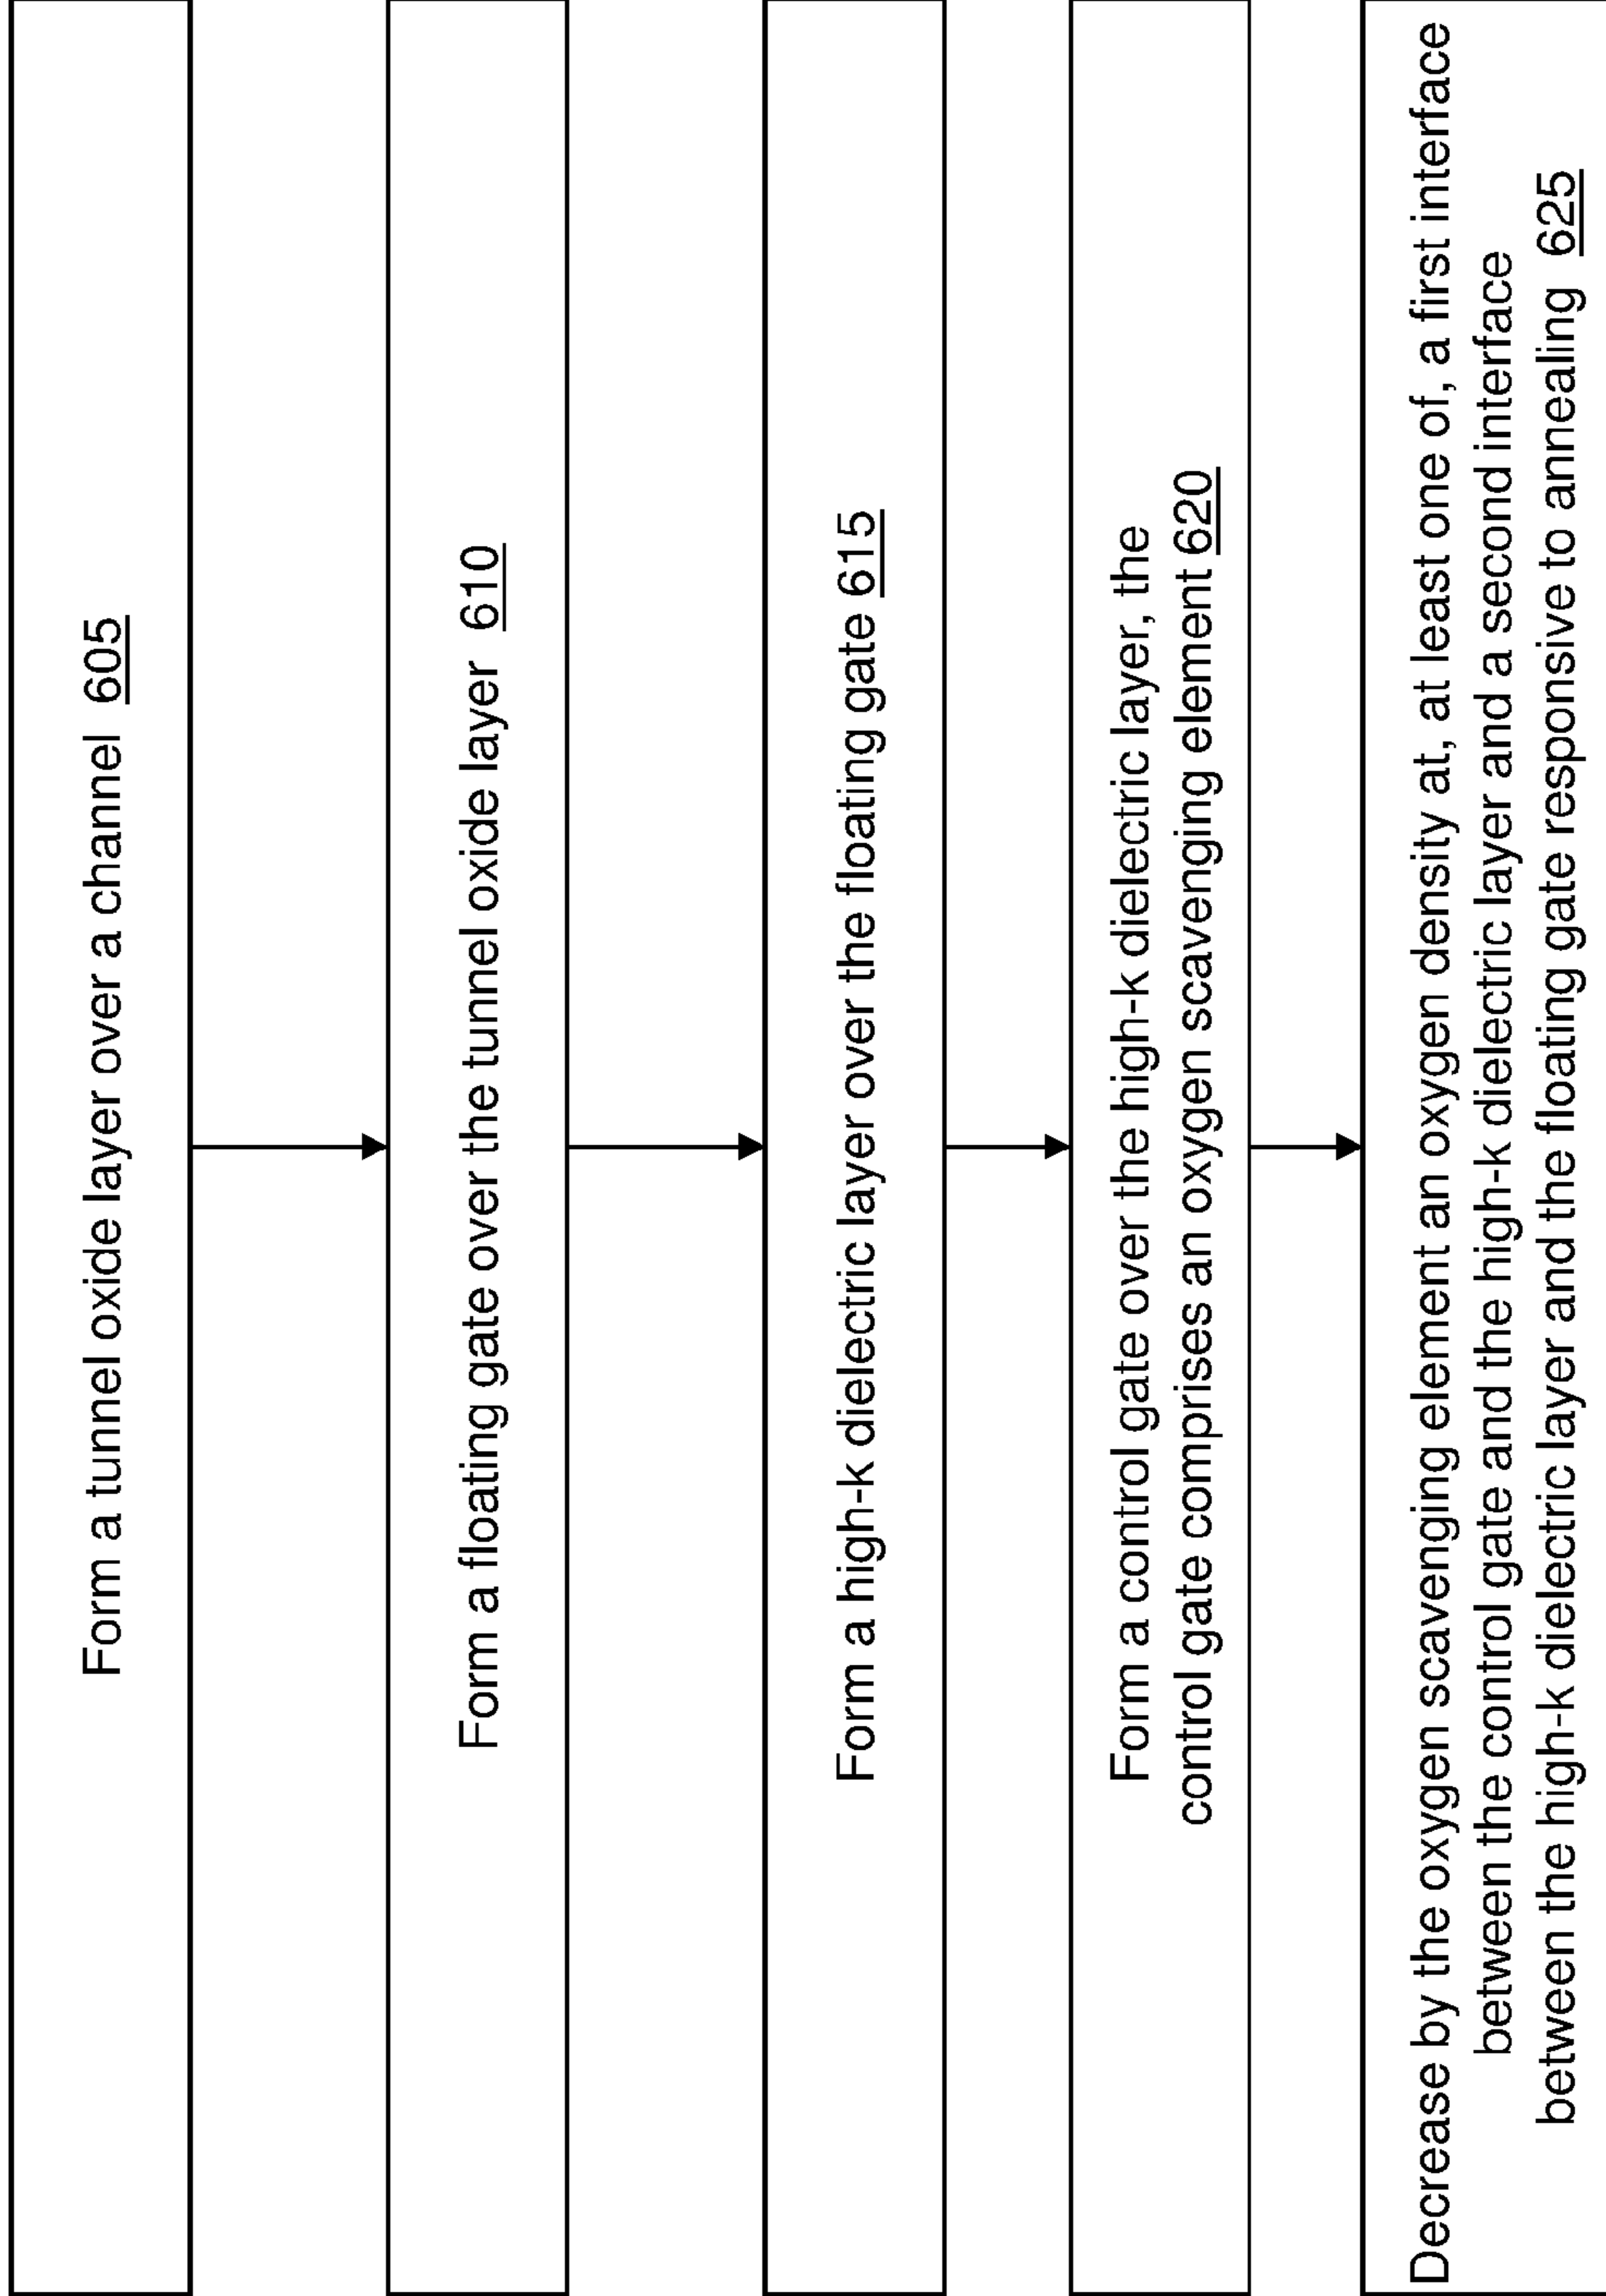 Form a tunnel oxide layer over a channel 605
Form a floating gate over the tunnel oxide layer 610
Form a high-k dielectric layer over the floating gate 615
Form a control gate over the high-k dielectric layer, the
control gate comprises an oxygen scavenging element 620
Decrease by the oxygen scavenging element an oxygen density at, at least one of, a first interface
between the control gate and the high-k dielectric layer and a second interface
between the high-k dielectric layer and the floating gate responsive to annealing 625